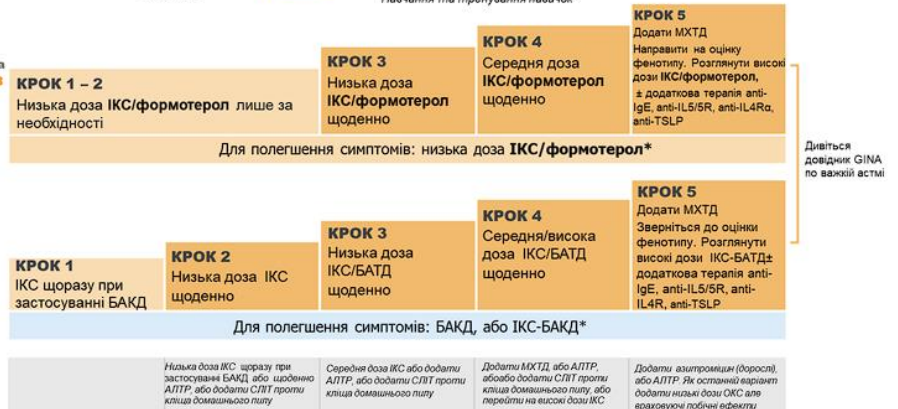 Навчання та тренування навичок
КРОК 5
Додати МХТД
Направити на оцінку
фенотипу. Розглянути високі
дози ІКС/формотерол,
± додаткова терапія anti-
IgE, anti-IL5/5R, anti-IL4Rα,
anti-TSLP
КРОК 4
Середня доза
ІКС/формотерол
щоденно
КРОК 3
Низька доза
ІКС/формотерол
щоденно
КРОК 1 – 2
Низька доза ІКС/формотерол лише за
необхідності
Для полегшення симптомів: низька доза ІКС/формотерол*
Дивіться
довідник GINA
по важкій астмі
КРОК 5
Додати МХТД
Зверніться до оцінки
фенотипу. Розглянути
високі дози ІКС-БАТД±
додаткова терапія anti-
IgE, anti-IL5/5R, anti-
IL4R, anti-TSLP
КРОК 4
Середня/висока
доза ІКС/БАТД
щоденно
КРОК 3
Низька доза
ІКС/БАТД
щоденно
КРОК 2
Низька доза ІКС
щоденно
КРОК 1
ІКС щоразу при
застосуванні БАКД
Для полегшення симптомів: БАКД, або ІКС-БАКД*
Низька доза ІКС щоразу при
застосуванні БАКД або щоденно
АЛТР, або додати СЛІТ проти
кліща домашнього пилу
Середня доза ІКС або додати
АЛТР, або додати СЛІТ проти
кліща домашнього пилу
Додати МХТД, або АЛТР,
абоабо додати СЛІТ проти
кліща домашнього пилу, або
перейти на високі дози ІКС
Додати азитроміцин (дорослі),
або АЛТР. Як останній варіант
додати низькі дози ОКС але
враховуючі побічні ефекти